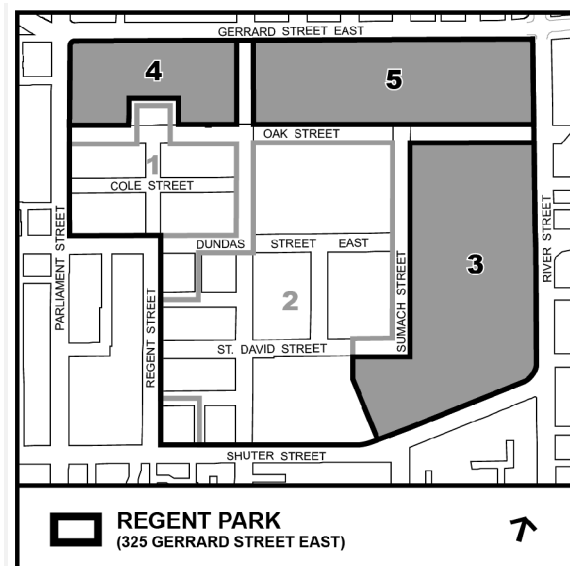 GERRARD STREET EAST
4
5
OAK STREET
1
COLE STREET
PARLIAMENT STREET
RIVER STREET
DUNDAS STREET EAST
SUMACH STREET
3
REGENT STREET
2
ST. DAVID STREET
SHUTER STREET
REGENT PARK
(325 GERRARD STREET EAST)